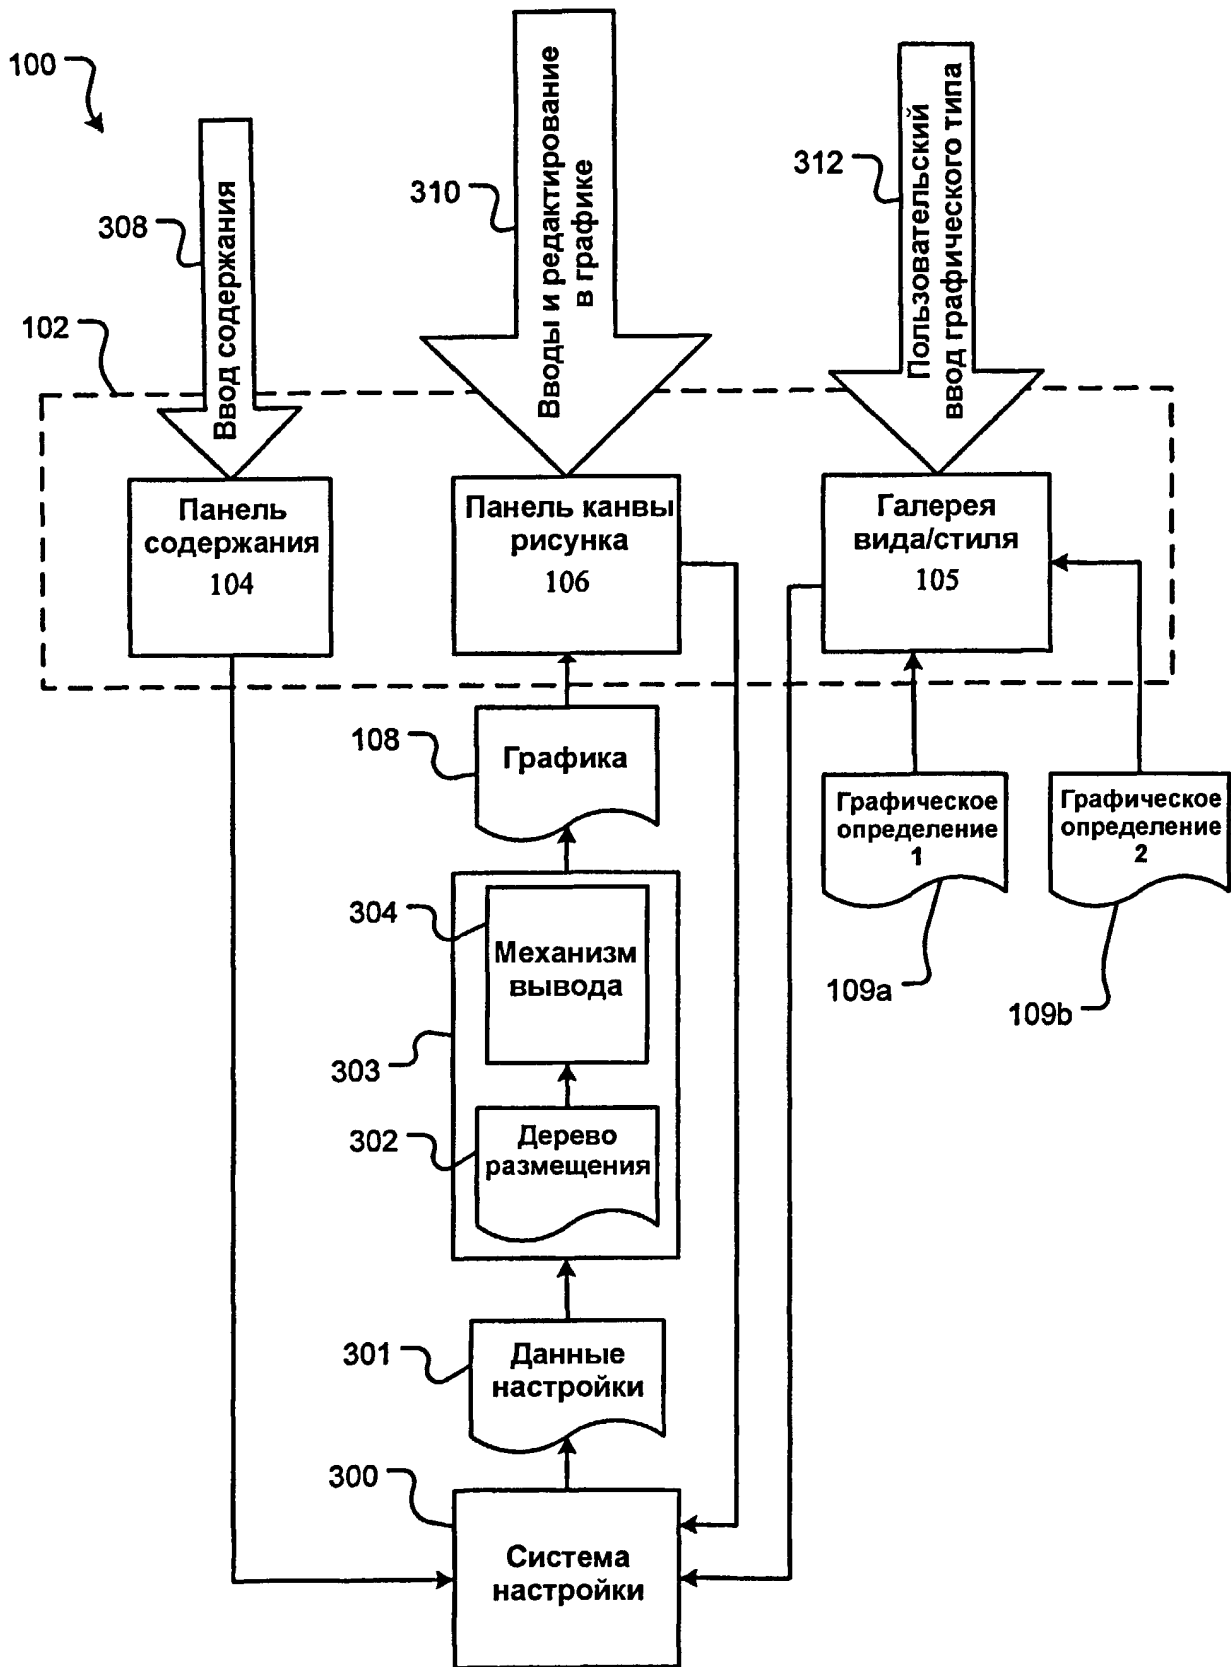 100
308
Ввод содержания
310
Вводы и редактирование
в графике
312
Пользовательский
ввод графического типа
102
Панель
содержания
104
Панель канвы
рисунка
106
Галерея
вида/стиля
105
108
Графика
Графическое
определение
1
Графическое
определение
2
109a
109b
304
Механизм
вывода
303
302
Дерево
размещения
301
Данные
настройки
300
Система
настройки